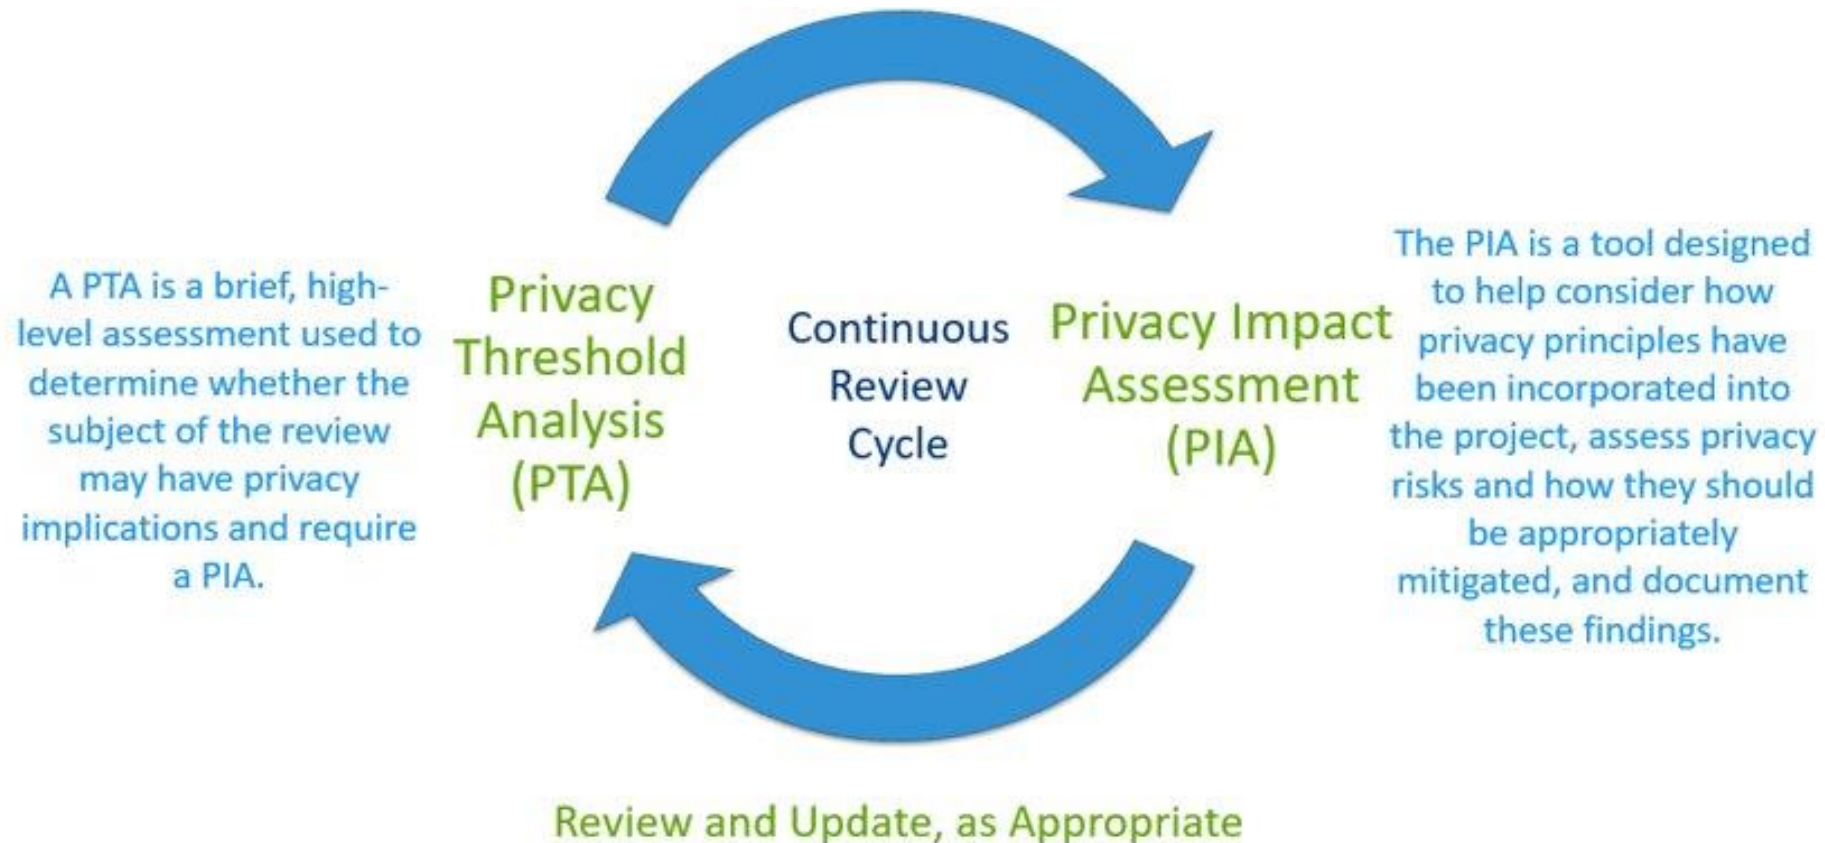 A PTA is a brief, high-
level assessment used to
determine whether the
subject of the review
may have privacy
implications and require
a PIA.
Privacy
Threshold
Analysis
(PTA)
Continuous
Review
Cycle
Privacy Impact
Assessment
(PIA)
The PIA is a tool designed
to help consider how
privacy principles have
been incorporated into
the project, assess privacy
risks and how they should
be appropriately
mitigated, and document
these findings.
Review and Update, as Appropriate